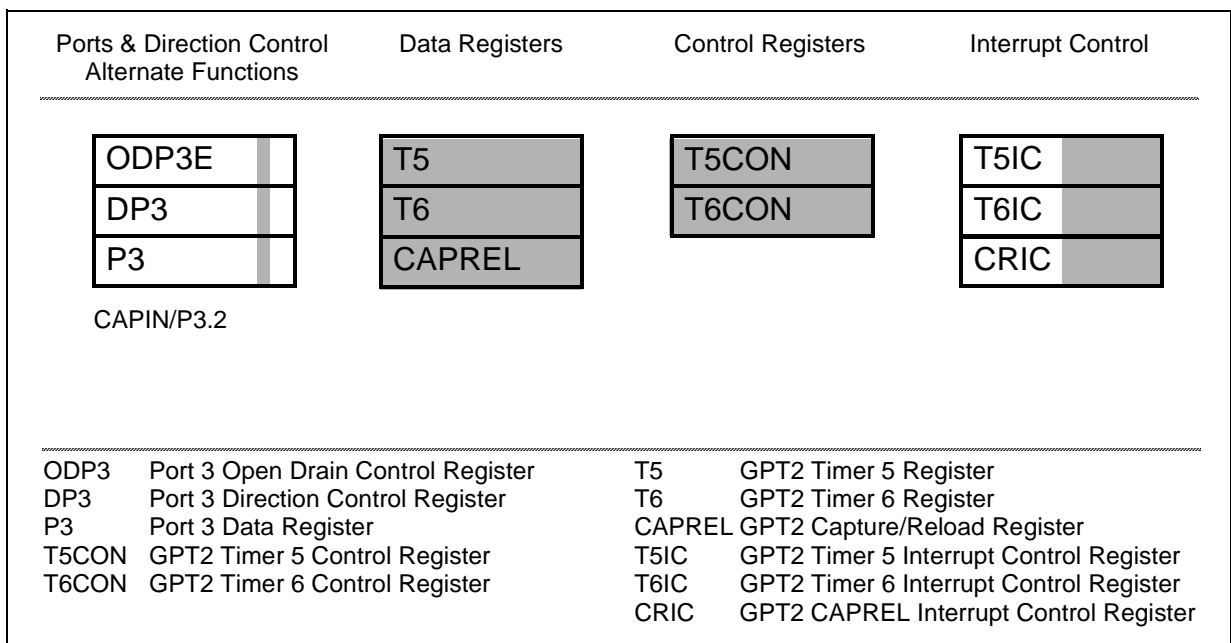 Ports & Direction Control
Alternate Functions
Data Registers
Control Registers
Interrupt Control
ODP3E
DP3
P3
CAPIN/P3.2
T5
T6
CAPREL
T5CON
T6CON
T5IC
T6IC
CRIC
ODP3 Port 3 Open Drain Control Register
DP3 Port 3 Direction Control Register
P3 Port 3 Data Register
T5CON GPT2 Timer 5 Control Register
T6CON GPT2 Timer 6 Control Register
T5 GPT2 Timer 5 Register
T6 GPT2 Timer 6 Register
CAPREL GPT2 Capture/Reload Register
T5IC GPT2 Timer 5 Interrupt Control Register
T6IC GPT2 Timer 6 Interrupt Control Register
CRIC GPT2 CAPREL Interrupt Control Register